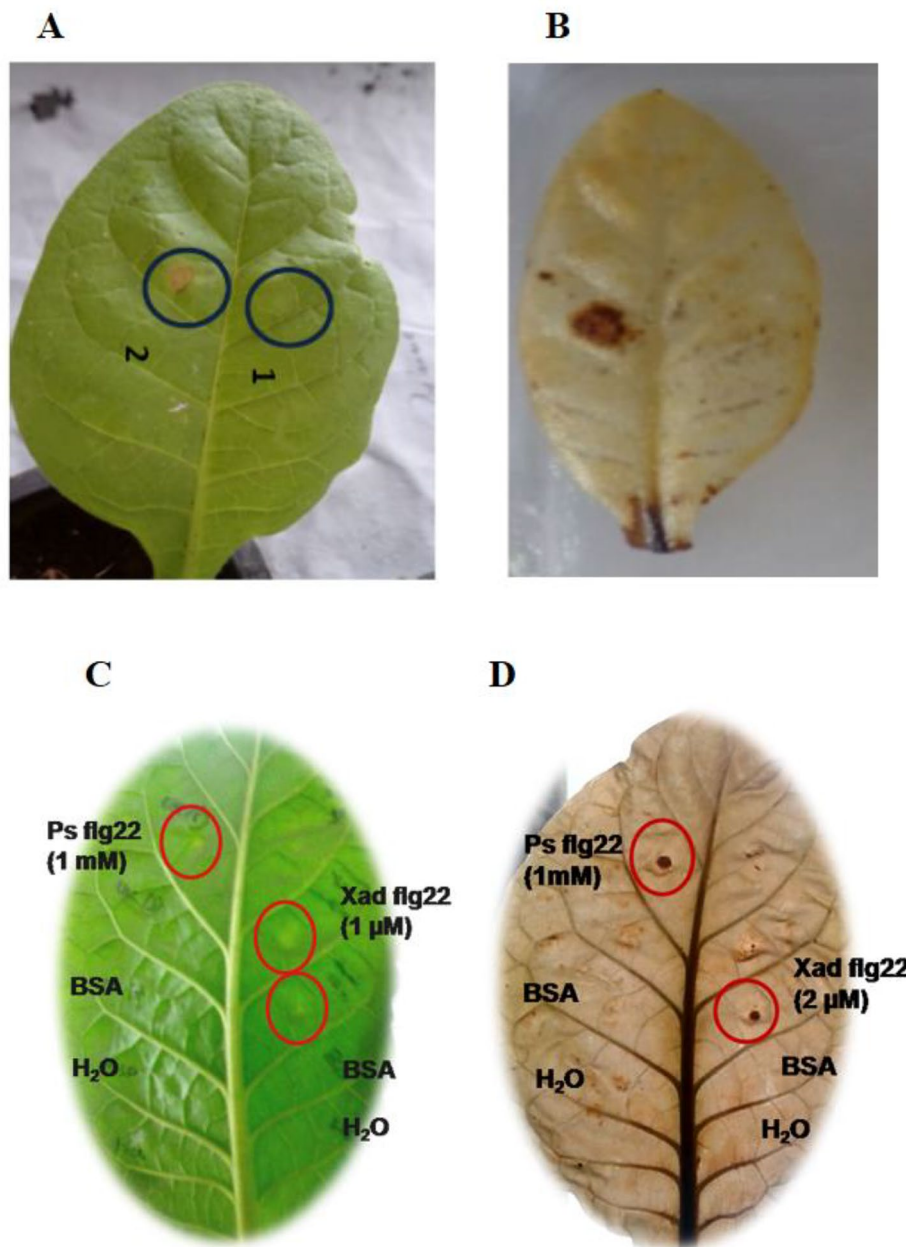 A
B
2
1
C
D
Ps flg22
(1 mM)
Xad flg22
(1 µM)
BSA
H₂O
BSA
H₂O
Ps flg22
(1mM)
Xad flg22
(2 µM)
BSA
H₂O
BSA
H₂O